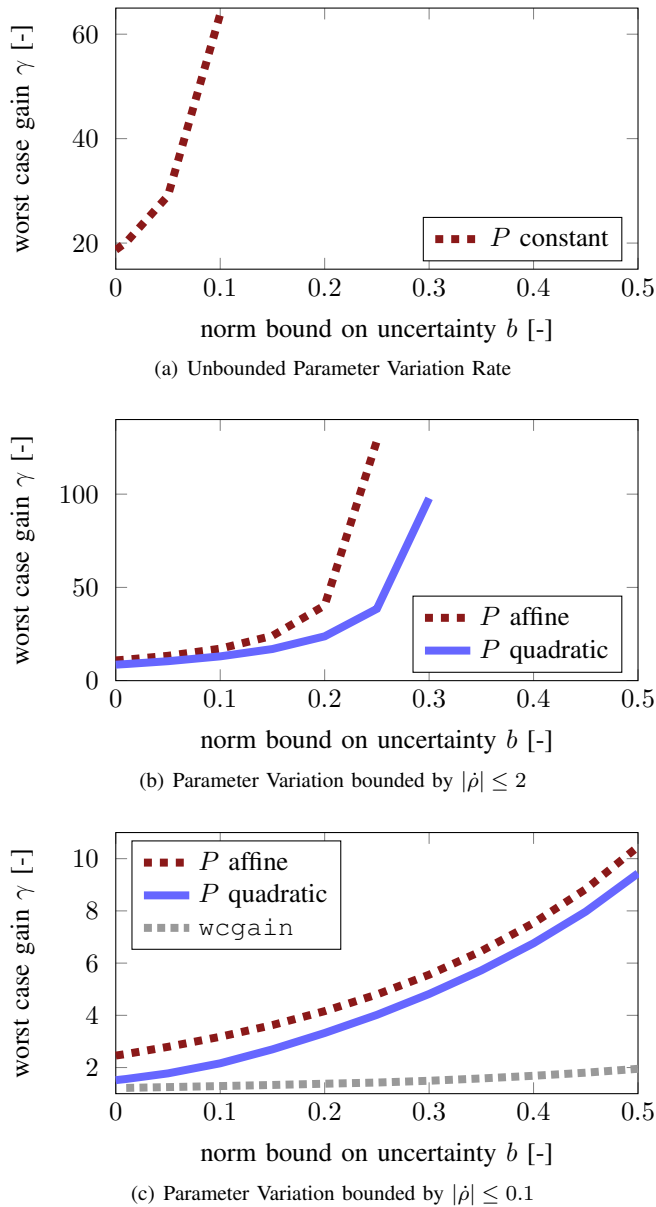 worst case gain γ [-]
60
40
20
P constant
0
0.1
0.2
0.3
0.4
0.5
norm bound on uncertainty b [-]
(a) Unbounded Parameter Variation Rate
worst case gain γ [-]
100
50
0
P affine
P quadratic
0
0.1
0.2
0.3
0.4
0.5
norm bound on uncertainty b [-]
(b) Parameter Variation bounded by |ρ̇| ≤ 2
worst case gain γ [-]
10
8
6
4
2
P affine
P quadratic
wcgain
0
0.1
0.2
0.3
0.4
0.5
norm bound on uncertainty b [-]
(c) Parameter Variation bounded by |ρ̇| ≤ 0.1